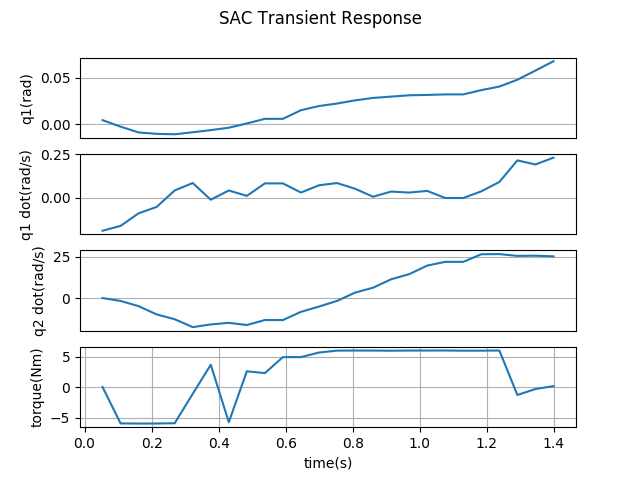 SAC Transient Response
q1(rad)
0.05
0.00
q1 dot(rad/s)
0.25
0.00
q2 dot(rad/s)
25
0
torque(Nm)
5
0
−5
0.0 0.2 0.4 0.6 0.8 1.0 1.2 1.4
time(s)